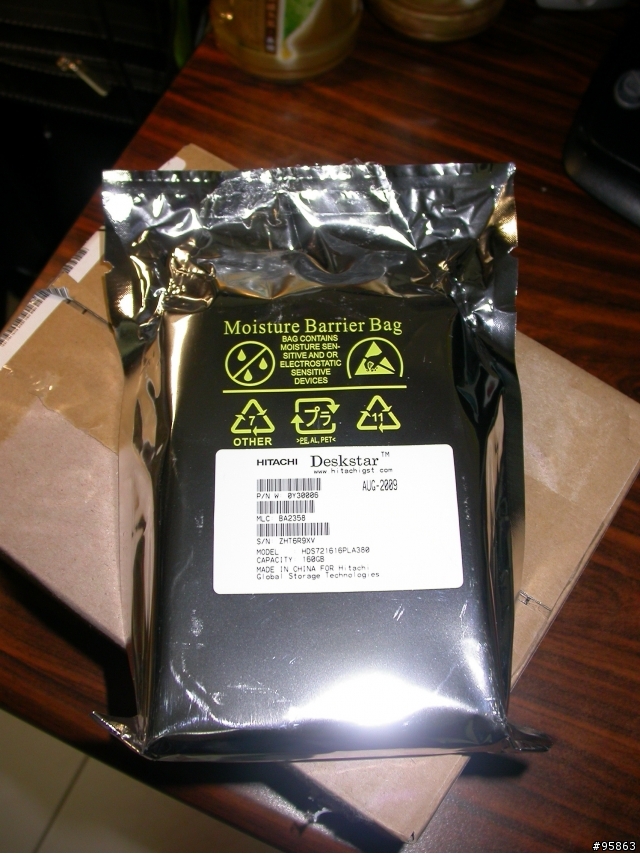 Moisture Barrier Bag
BAG CONTAINS
MOISTURE SEN-
SITIVE AND OR
ELECTROSTATIC
SENSITIVE
DEVICES
7
OTHER
プラ
>PE, AL, PET<
11
HITACHI Deskstar™
www.hitachigst.com
AUG-2009
P/N W 0Y30006
MLC BA2358
S/N ZHT6R9XV
MODEL HDS721616PLA380
CAPACITY 160GB
MADE IN CHINA FOR Hitachi
Global Storage Technologies
#95863